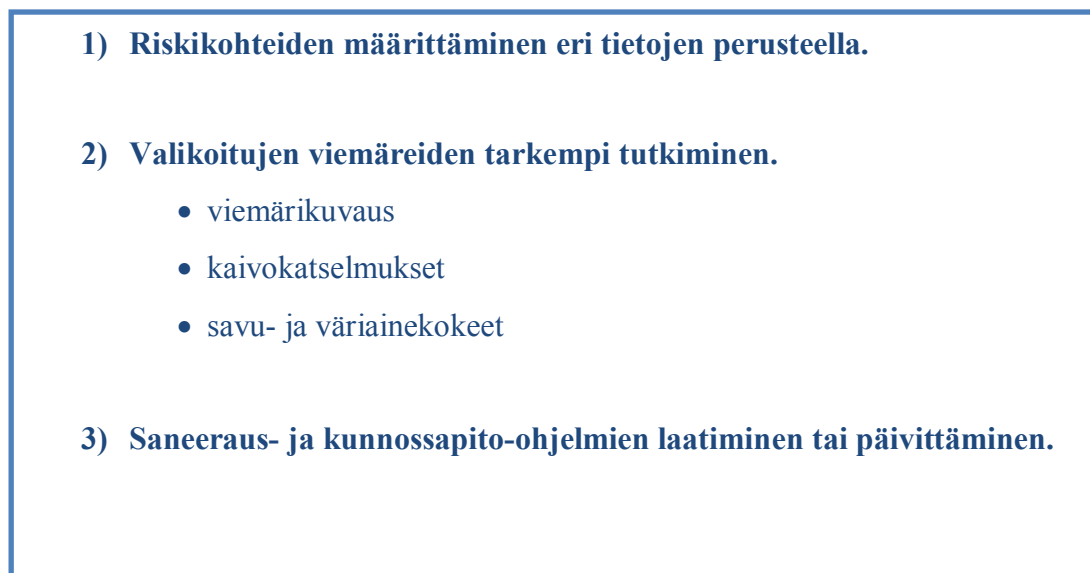 1) Riskikohteiden määrittäminen eri tietojen perusteella.
2) Valikoitujen viemäreiden tarkempi tutkiminen.
• viemärikuvaus
• kaivokatselmukset
• savu- ja väriainekokeet
3) Saneeraus- ja kunnossapito-ohjelmien laatiminen tai päivittäminen.